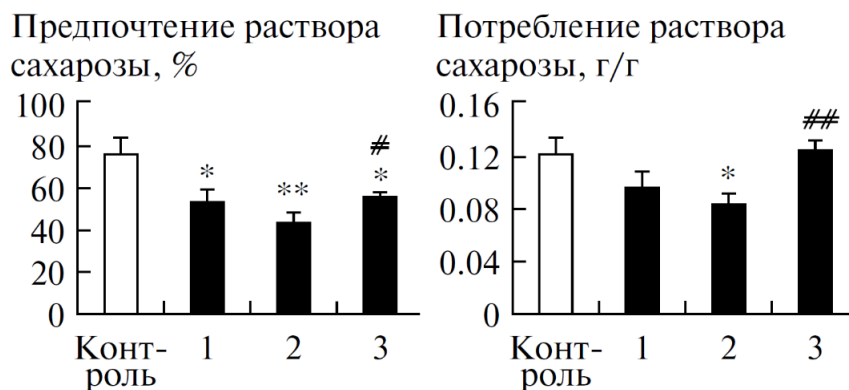 Предпочтение раствора
сахарозы, %
100
80
60
40
20
0
*
**
#
*
Конт-
роль
1
2
3
Потребление раствора
сахарозы, г/г
0.16
0.12
0.08
0.04
0
*
##
Конт-
роль
1
2
3